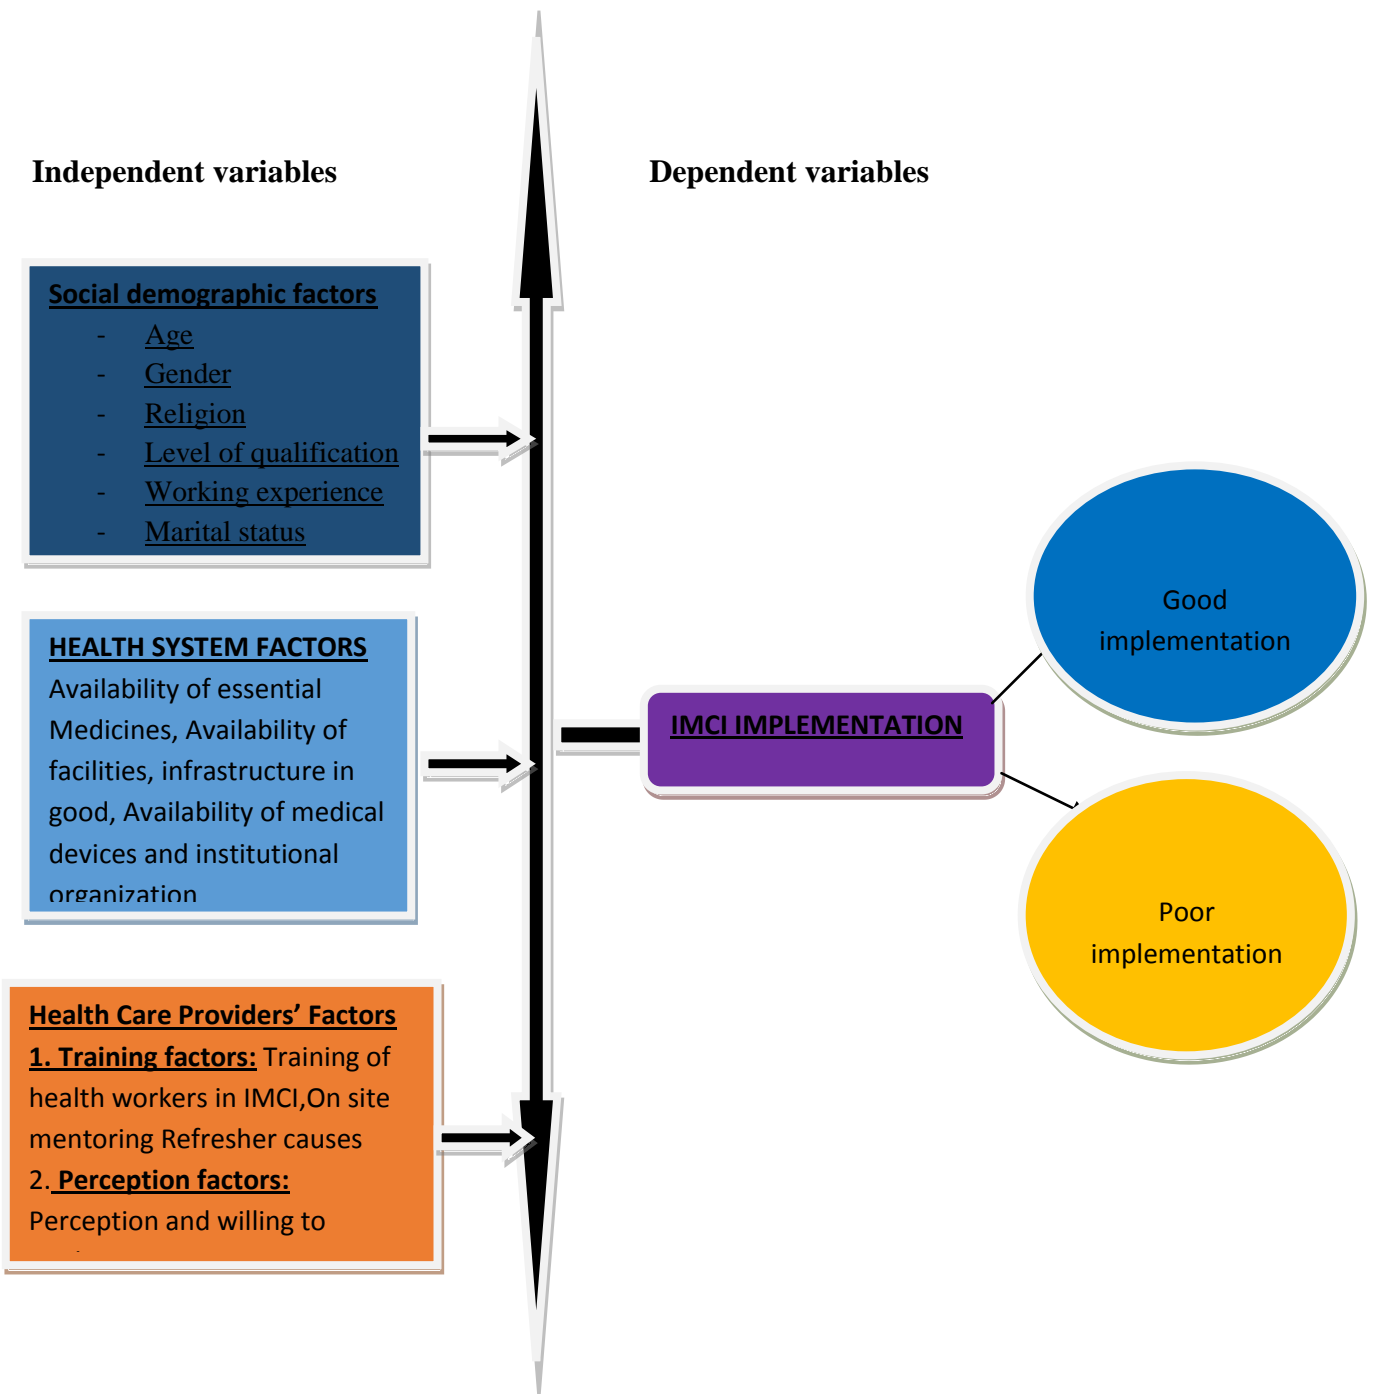 Independent variables
Dependent variables
Social demographic factors
- Age
- Gender
- Religion
- Level of qualification
- Working experience
- Marital status
HEALTH SYSTEM FACTORS
Availability of essential
Medicines, Availability of
facilities, infrastructure in
good, Availability of medical
devices and institutional
organization
Health Care Providers’ Factors
1. Training factors: Training of
health workers in IMCI,On site
mentoring Refresher causes
2. Perception factors:
Perception and willing to
IMCI IMPLEMENTATION
Good
implementation
Poor
implementation